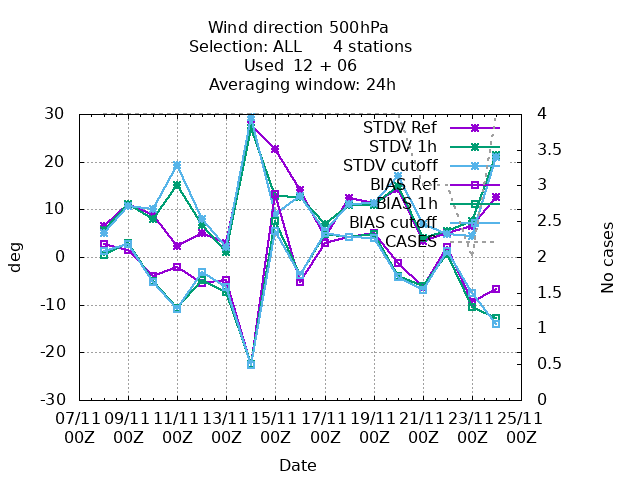 Wind direction 500hPa
Selection: ALL      4 stations
Used  12 + 06
Averaging window: 24h
30
20
10
0
-10
-20
-30
deg
4
3.5
3
2.5
2
1.5
1
0.5
0
No cases
STDV Ref
STDV 1h
STDV cutoff
BIAS Ref
BIAS 1h
BIAS cutoff
CASES
07/11 09/11 11/11 13/11 15/11 17/11 19/11 21/11 23/11 25/11
00Z 00Z 00Z 00Z 00Z 00Z 00Z 00Z 00Z 00Z
Date